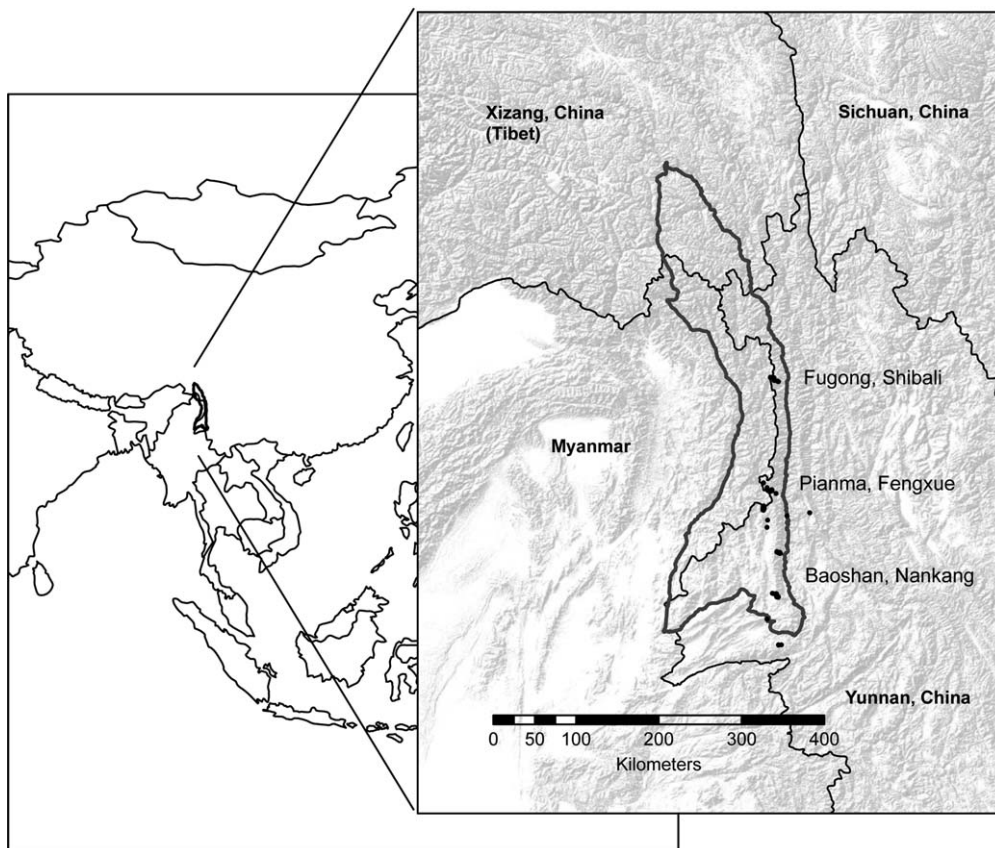 Xizang, China
(Tibet)
Sichuan, China
Fugong, Shibali
Myanmar
Pianma, Fengxue
Baoshan, Nankang
Yunnan, China
0 50 100 200 300 400
Kilometers